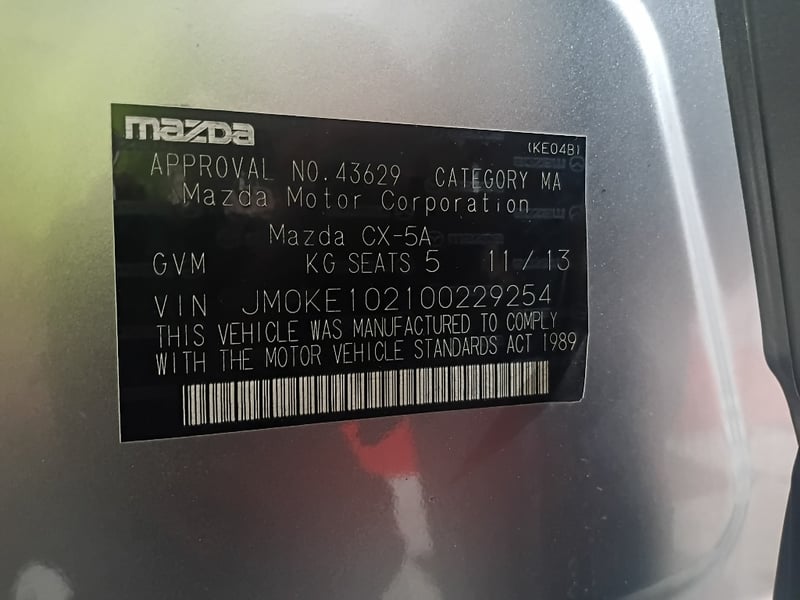 mazda
(KE04B)
APPROVAL NO.43629 CATEGORY MA
Mazda Motor Corporation
Mazda CX-5A
GVM KG SEATS 5 11/13
VIN JM0KE102100229254
THIS VEHICLE WAS MANUFACTURED TO COMPLY
WITH THE MOTOR VEHICLE STANDARDS ACT 1989